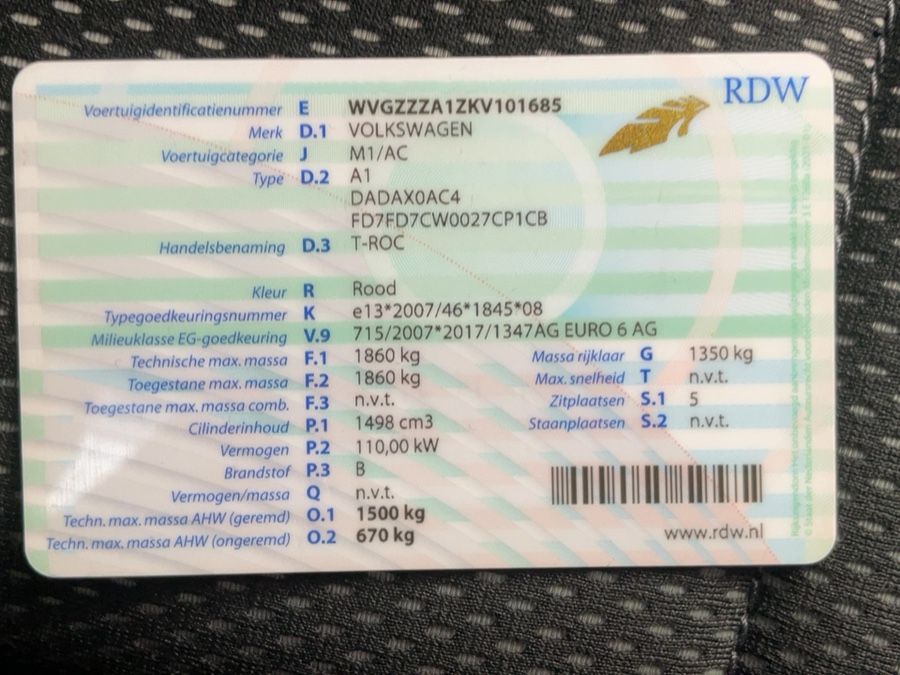 RDW
Voertuigidentificatienummer E WVGZZZA1ZKV101685
Merk D.1 VOLKSWAGEN
Voertuigcategorie J M1/AC
Type D.2 A1
DADAX0AC4
FD7FD7CW0027CP1CB
Handelsbenaming D.3 T-ROC
Kleur R Rood
Typegoedkeuringsnummer K e13*2007/46*1845*08
Milieuklasse EG-goedkeuring V.9 715/2007*2017/1347AG EURO 6 AG
Technische max. massa F.1 1860 kg Massa rijklaar G 1350 kg
Toegestane max. massa F.2 1860 kg Max. snelheid T n.v.t.
Toegestane max. massa comb. F.3 n.v.t. Zitplaatsen S.1 5
Cilinderinhoud P.1 1498 cm3 Staanplaatsen S.2 n.v.t.
Vermogen P.2 110,00 kW
Brandstof P.3 B
Vermogen/massa Q n.v.t.
Techn. max. massa AHW (geremd) O.1 1500 kg
Techn. max. massa AHW (ongeremd) O.2 670 kg
www.rdw.nl